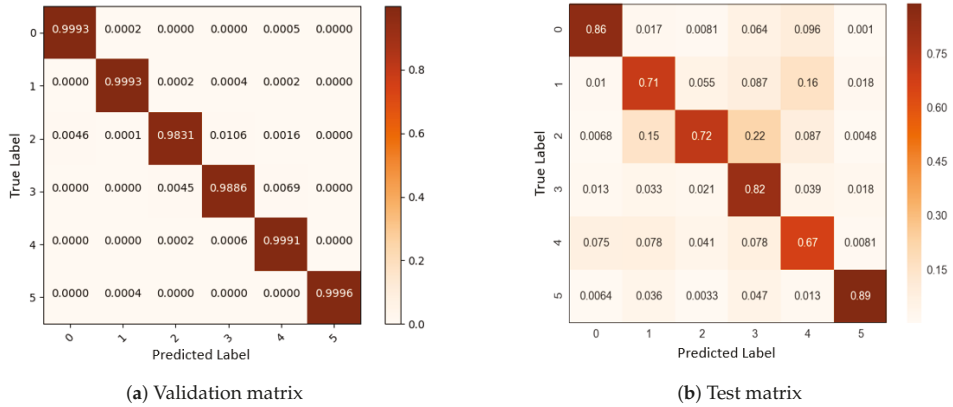 0 0.9993 0.0002 0.0000 0.0000 0.0005 0.0000
1 0.0000 0.9993 0.0002 0.0004 0.0002 0.0000
2 0.0046 0.0001 0.9831 0.0106 0.0016 0.0000
3 0.0000 0.0000 0.0045 0.9886 0.0069 0.0000
4 0.0000 0.0000 0.0002 0.0006 0.9991 0.0000
5 0.0000 0.0004 0.0000 0.0000 0.0000 0.9996
0 1 2 3 4 5
True Label
Predicted Label
0.8
0.6
0.4
0.2
0.0
(a) Validation matrix
0 0.86 0.017 0.0081 0.064 0.096 0.001
1 0.01 0.71 0.055 0.087 0.16 0.018
2 0.0068 0.15 0.72 0.22 0.087 0.0048
3 0.013 0.033 0.021 0.82 0.039 0.018
4 0.075 0.078 0.041 0.078 0.67 0.0081
5 0.0064 0.036 0.0033 0.047 0.013 0.89
0 1 2 3 4 5
True Label
Predicted Label
0.75
0.60
0.45
0.30
0.15
(b) Test matrix